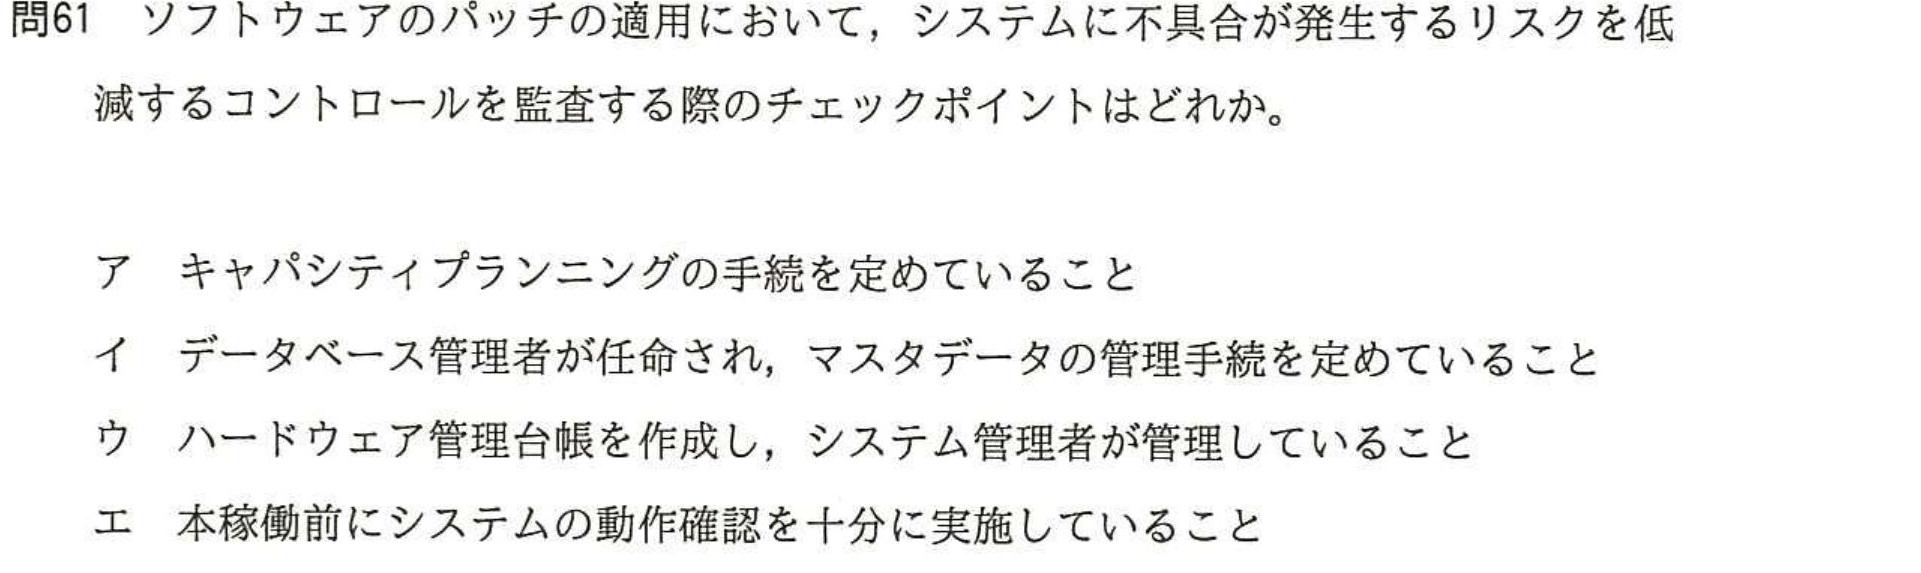 問61　ソフトウェアのパッチの適用において，システムに不具合が発生するリスクを低
減するコントロールを監査する際のチェックポイントはどれか。
ア　キャパシティプランニングの手続を定めていること
イ　データベース管理者が任命され，マスタデータの管理手続を定めていること
ウ　ハードウェア管理台帳を作成し，システム管理者が管理していること
エ　本稼働前にシステムの動作確認を十分に実施していること